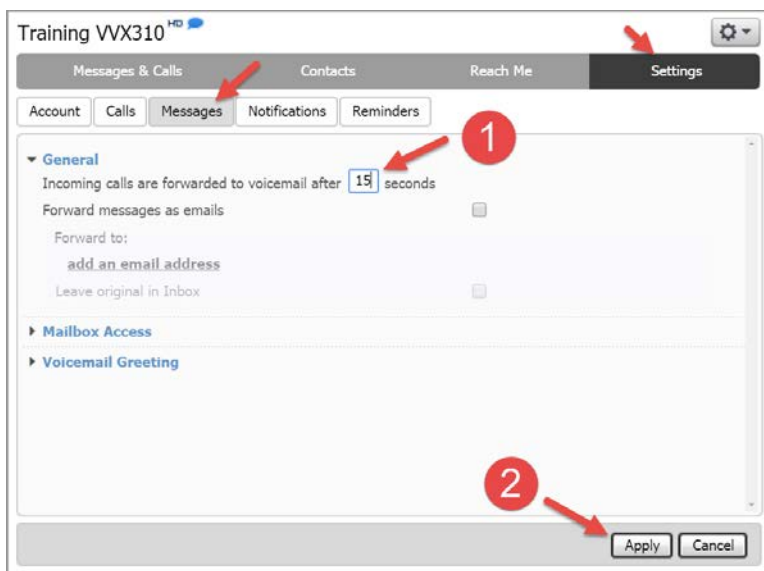 Training VVX310 HD
Messages & Calls Contacts Reach Me Settings
Account Calls Messages Notifications Reminders
1
General
Incoming calls are forwarded to voicemail after 15 seconds
Forward messages as emails
Forward to:
add an email address
Leave original in Inbox
Mailbox Access
Voicemail Greeting
2
Apply Cancel